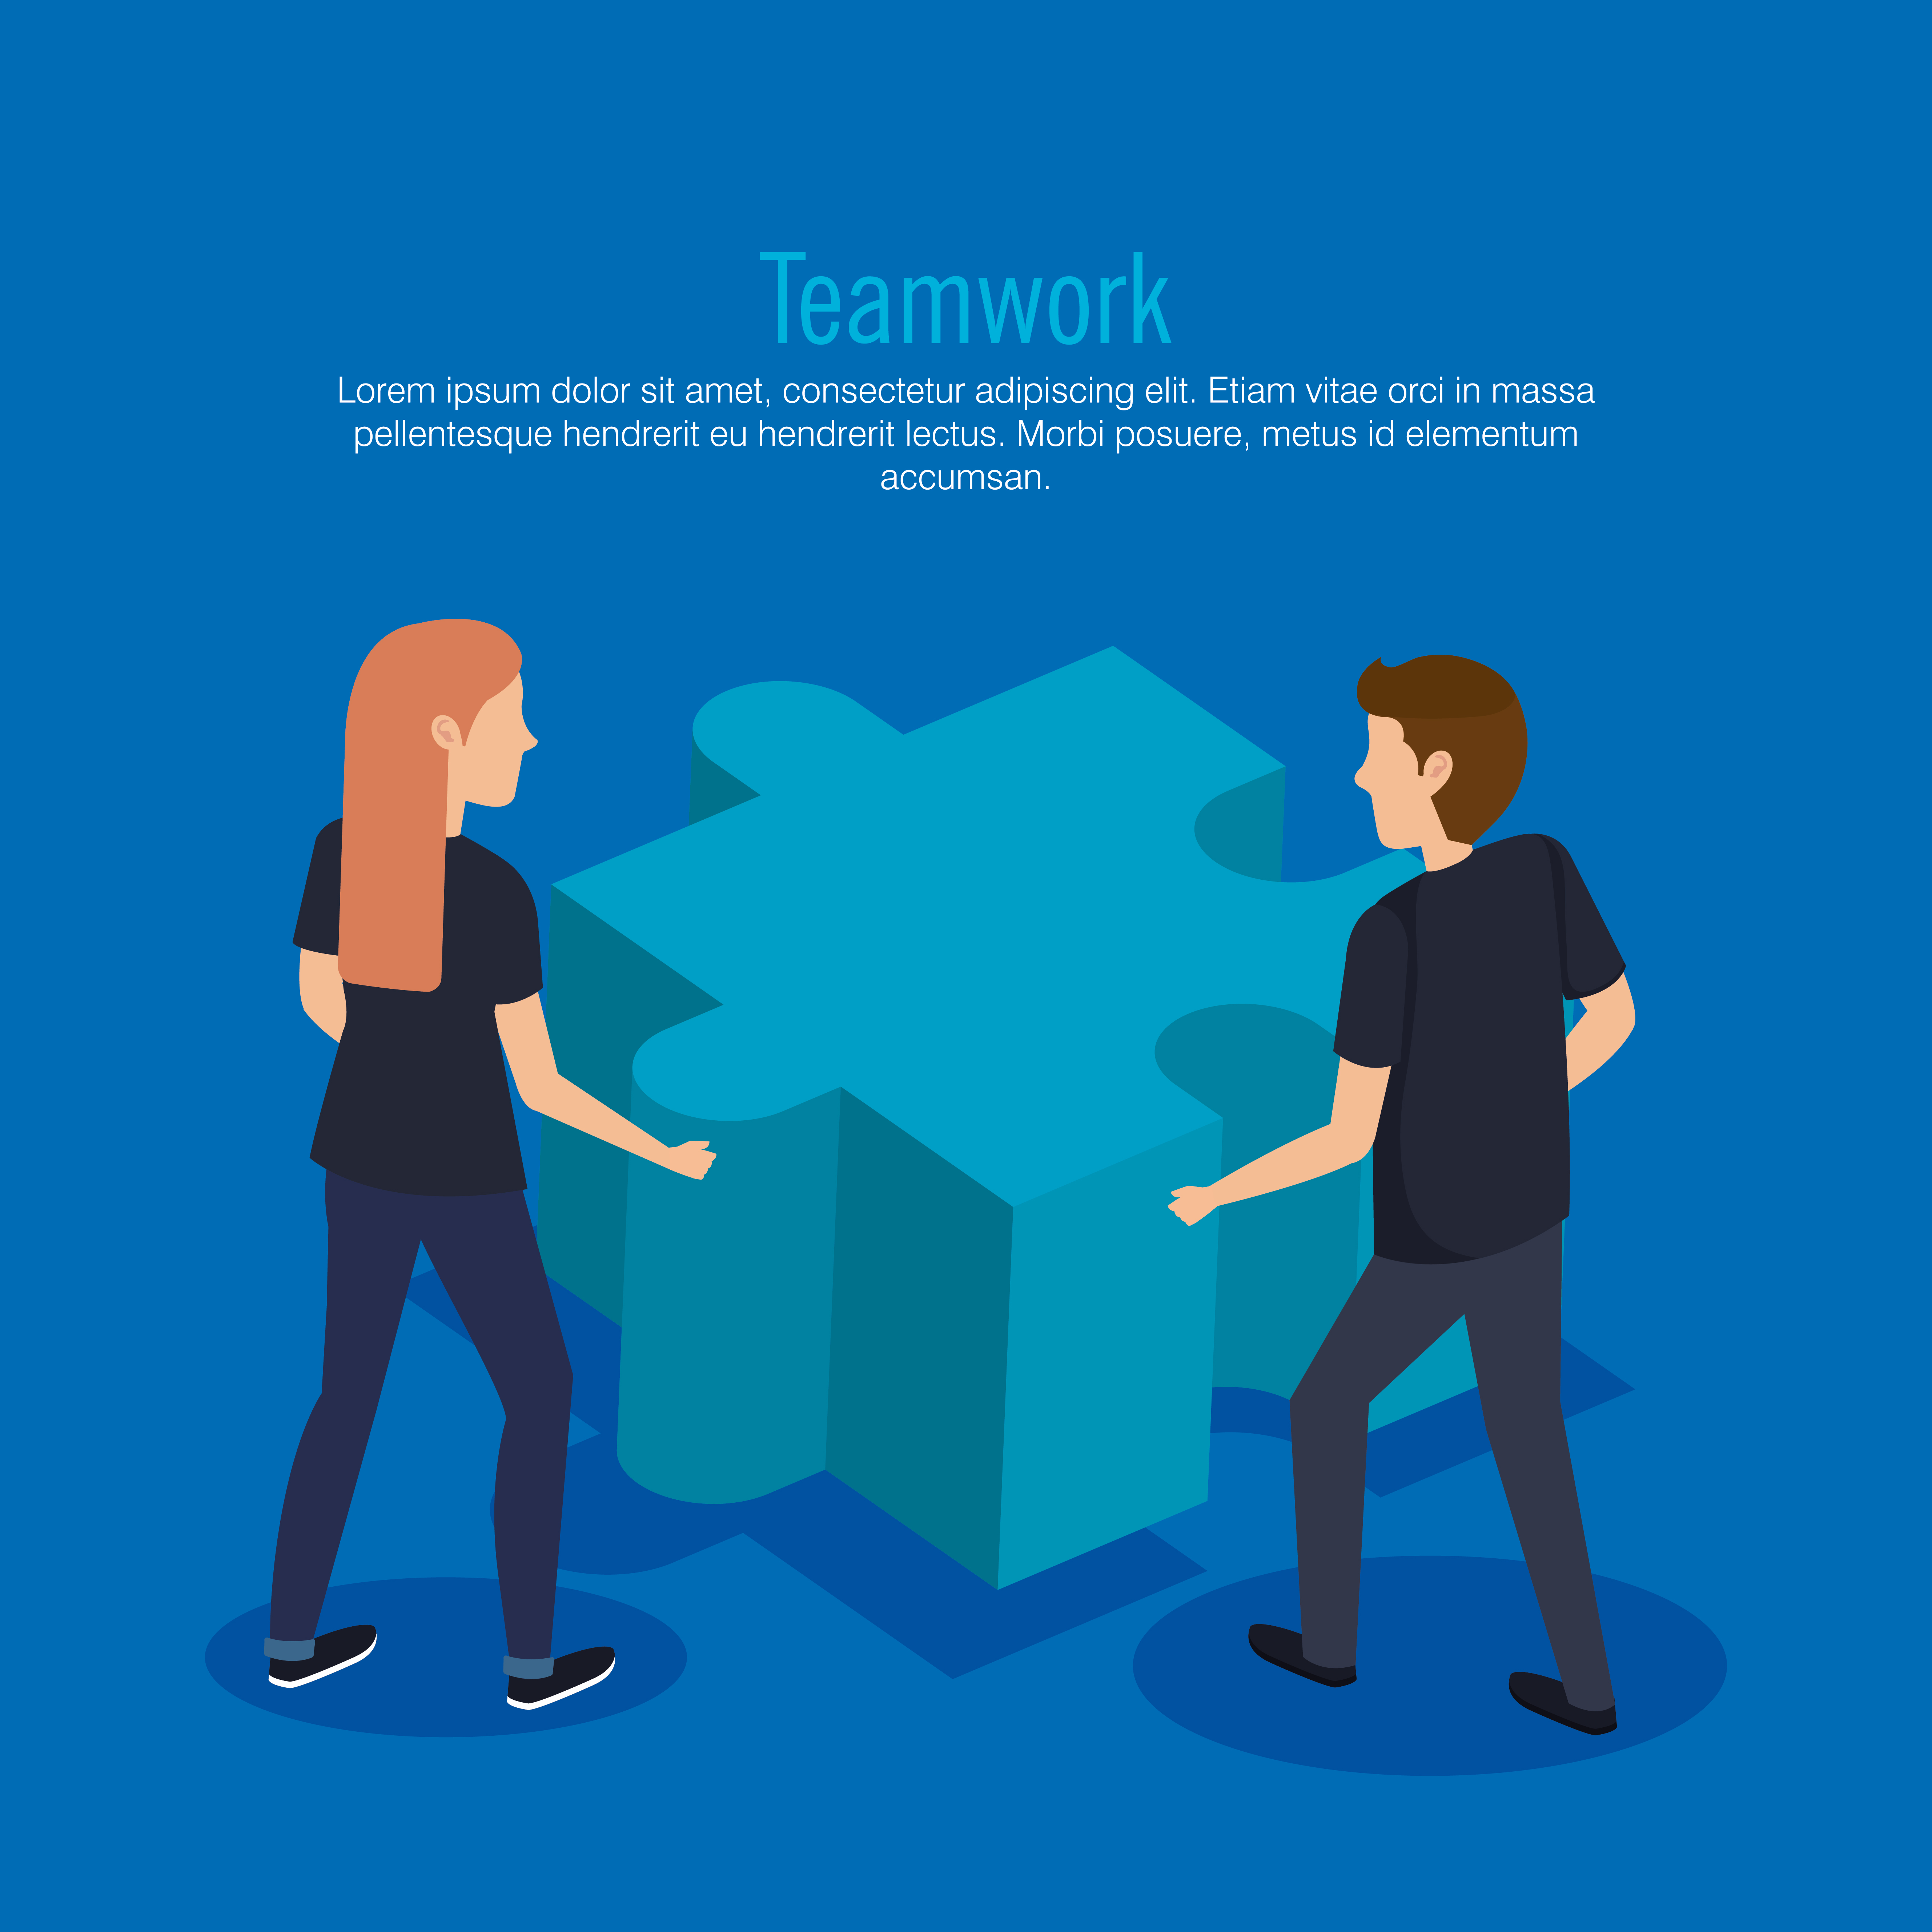 Teamwork
Lorem ipsum dolor sit amet, consectetur adipiscing elit. Etiam vitae orci in massa
pellentesque hendrerit eu hendrerit lectus. Morbi posuere, metus id elementum
accumsan.